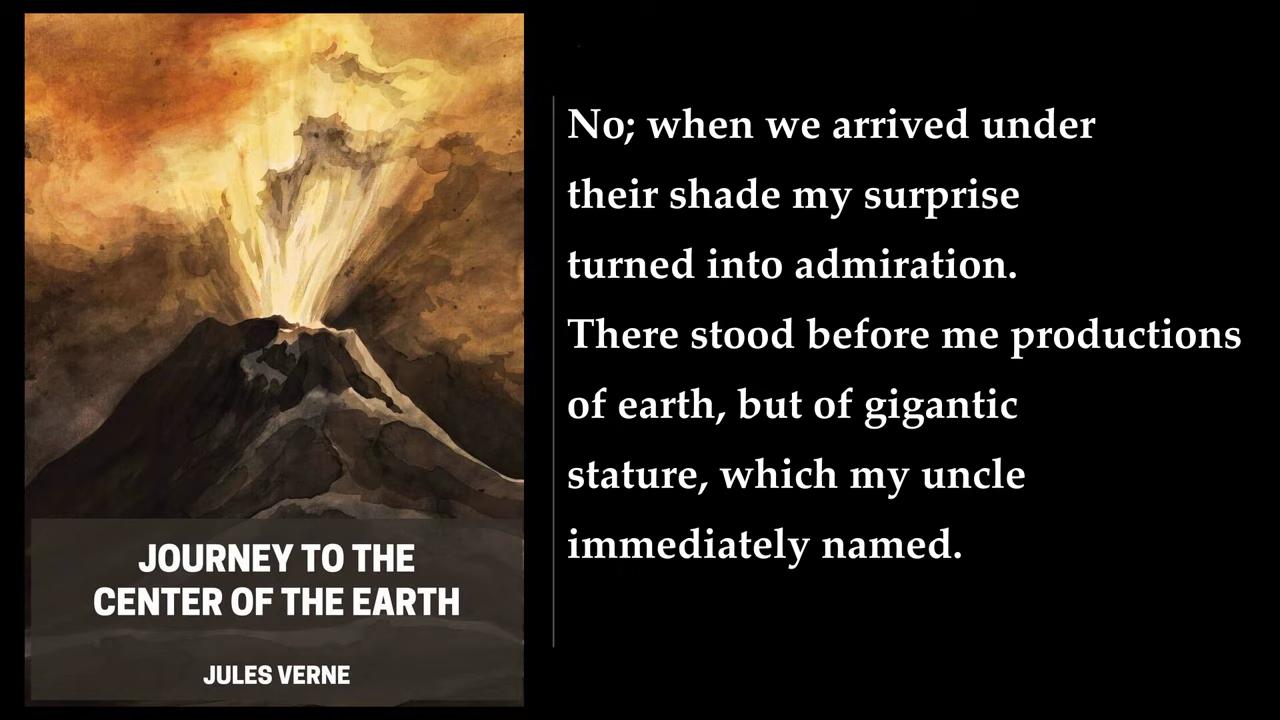 JOURNEY TO THE
CENTER OF THE EARTH
JULES VERNE
No; when we arrived under
their shade my surprise
turned into admiration.
There stood before me productions
of earth, but of gigantic
stature, which my uncle
immediately named.